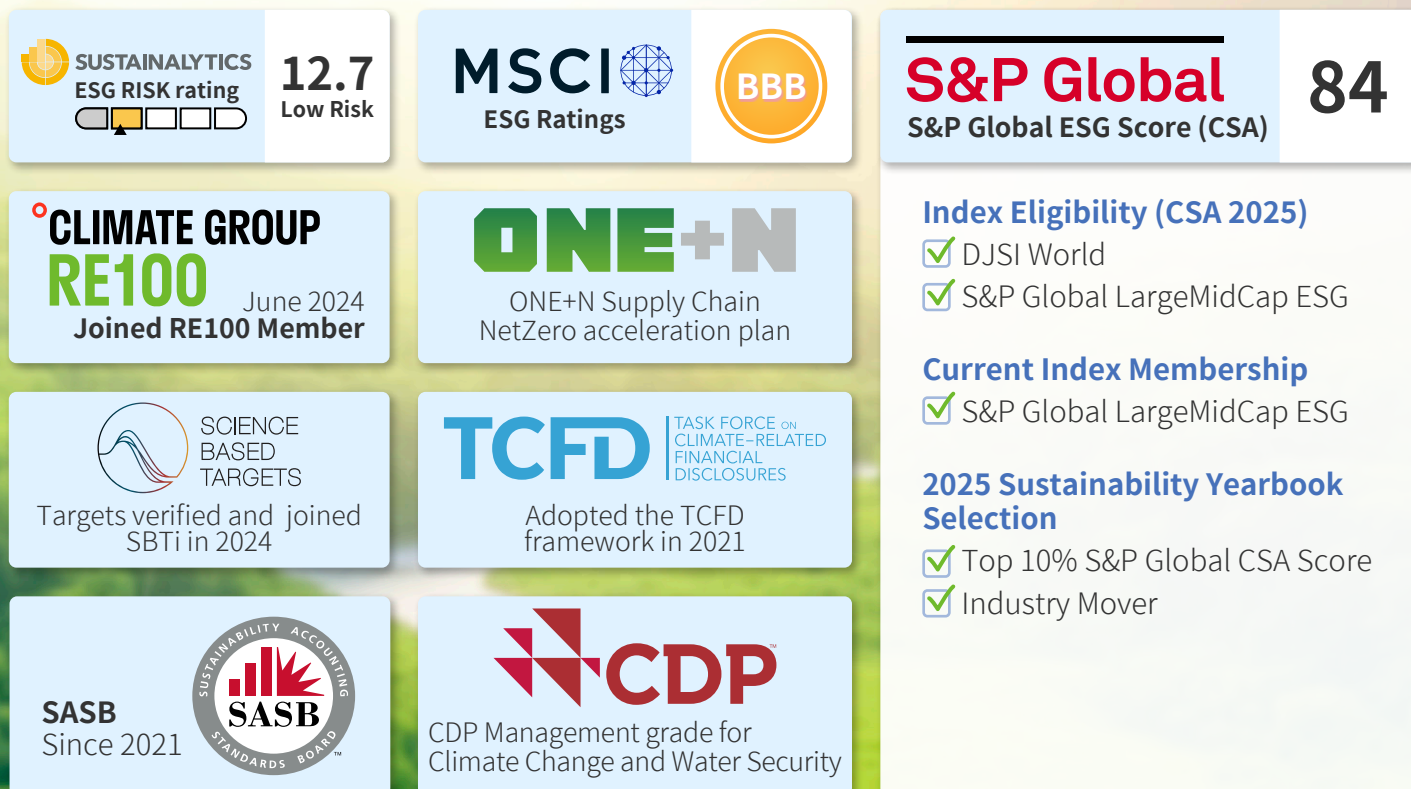 SUSTAINALYTICS
ESG RISK rating
12.7
Low Risk
MSCI
ESG Ratings
BBB
S&P Global
S&P Global ESG Score (CSA)
84
°CLIMATE GROUP
RE100
June 2024
Joined RE100 Member
ONE+N
ONE+N Supply Chain
NetZero acceleration plan
SCIENCE
BASED
TARGETS
Targets verified and joined
SBTi in 2024
TCFD
TASK FORCE ON
CLIMATE-RELATED
FINANCIAL
DISCLOSURES
Adopted the TCFD
framework in 2021
SASB
Since 2021
SUSTAINABILITY ACCOUNTING
SASB
STANDARDS BOARD
TM
CDP
TM
CDP Management grade for
Climate Change and Water Security
Index Eligibility (CSA 2025)
DJSI World
S&P Global LargeMidCap ESG
Current Index Membership
S&P Global LargeMidCap ESG
2025 Sustainability Yearbook
Selection
Top 10% S&P Global CSA Score
Industry Mover